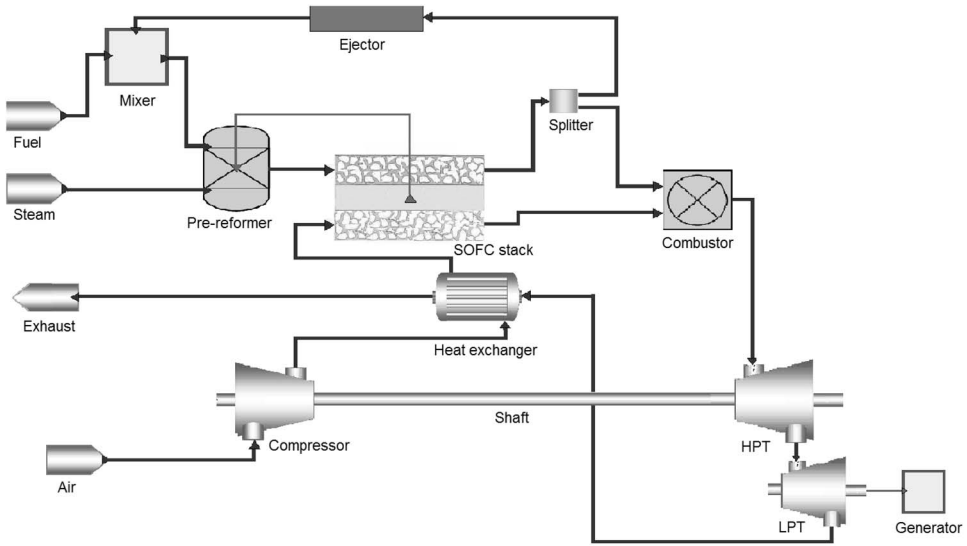 Ejector
Mixer
Splitter
Fuel
Steam
Pre-reformer
SOFC stack
Combustor
Exhaust
Heat exchanger
Shaft
Compressor
HPT
Air
LPT
Generator